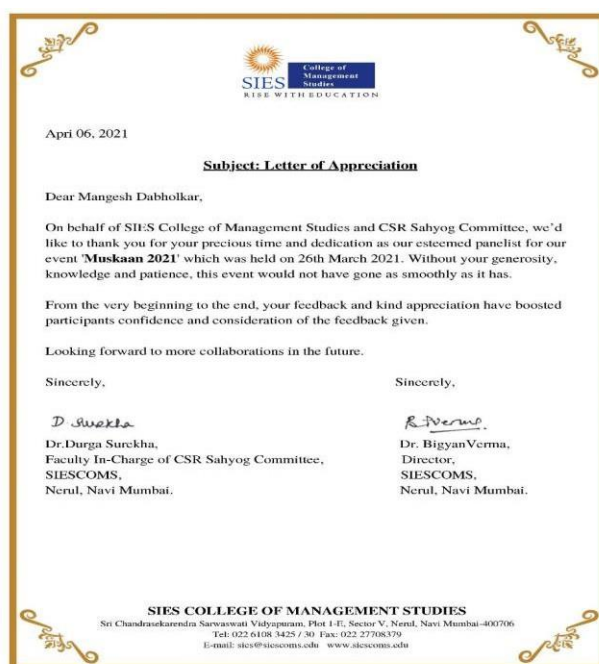 SIES
College of
Management
Studies
RISE WITH EDUCATION
Apri 06, 2021
Subject: Letter of Appreciation
Dear Mangesh Dabholkar,
On behalf of SIES College of Management Studies and CSR Sahyog Committee, we'd
like to thank you for your precious time and dedication as our esteemed panelist for our
event 'Muskaan 2021' which was held on 26th March 2021. Without your generosity,
knowledge and patience, this event would not have gone as smoothly as it has.
From the very beginning to the end, your feedback and kind appreciation have boosted
participants confidence and consideration of the feedback given.
Looking forward to more collaborations in the future.
Sincerely,
D. Surekha
Dr.Durga Surekha,
Faculty In-Charge of CSR Sahyog Committee,
SIESCOMS,
Nerul, Navi Mumbai.
Sincerely,
B. Verma
Dr. BigyanVerma,
Director,
SIESCOMS,
Nerul, Navi Mumbai.
SIES COLLEGE OF MANAGEMENT STUDIES
Sri Chandrasekarendra Sarwaswati Vidyapuram, Plot 1-E, Sector V, Nerul, Navi Mumbai-400706
Tel: 022 6108 3425 / 30 Fax: 022 27708379
E-mail: sics@siescoms.edu www.siescoms.edu